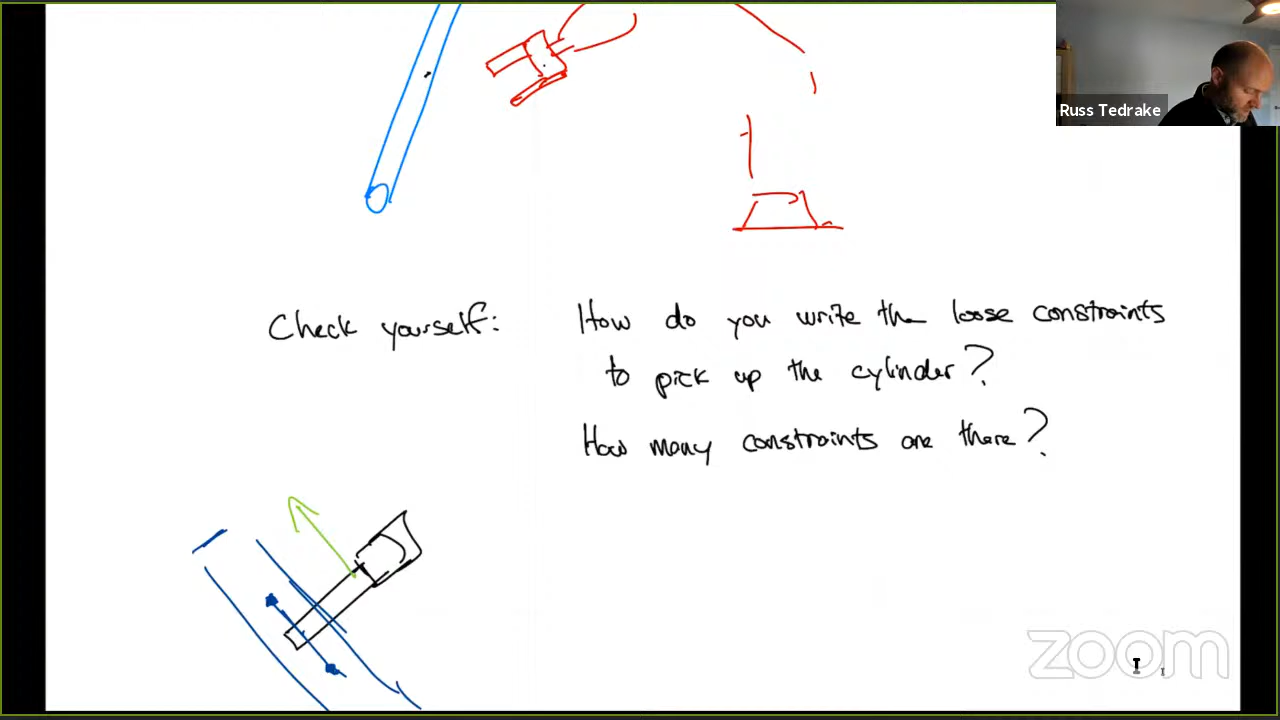 Russ Tedrake
Check yourself: How do you write the loose constraints
to pick up the cylinder?
How many constraints are there?
zoom